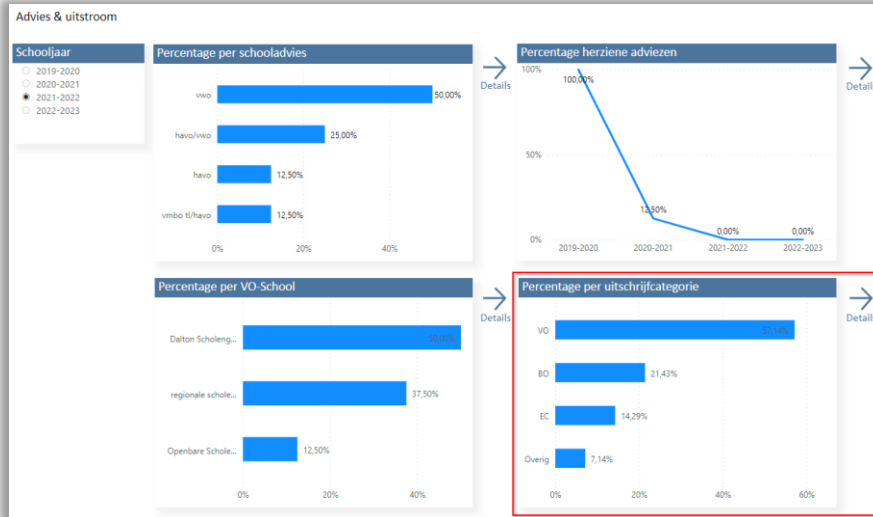 Advies & uitstroom
Schooljaar
2019-2020
2020-2021
2021-2022
2022-2023
Percentage per schooladvies
vwo
50,00%
havo/vwo
25,00%
havo
12,50%
vmbo tl/havo
12,50%
0%
20%
40%
Details
Percentage herziene adviezen
100%
100,00%
50%
12,50%
0,00%
0,00%
0%
2019-2020
2020-2021
2021-2022
2022-2023
Detail
Percentage per VO-School
Dalton Scholeng...
50,00%
regionale schole...
37,50%
Openbare Schole...
12,50%
0%
20%
40%
Details
Percentage per uitschrijfcategorie
VO
57,14%
BO
21,43%
EC
14,29%
Overig
7,14%
0%
20%
40%
60%
Detail